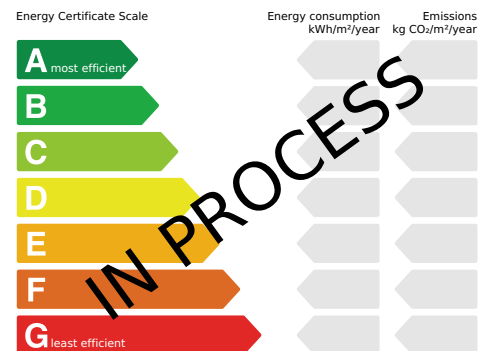 Energy Certificate Scale
Energy consumption
kWh/m²/year
Emissions
kg CO₂/m²/year
A most efficient
B
C
D
E
F
G least efficient
IN PROCESS